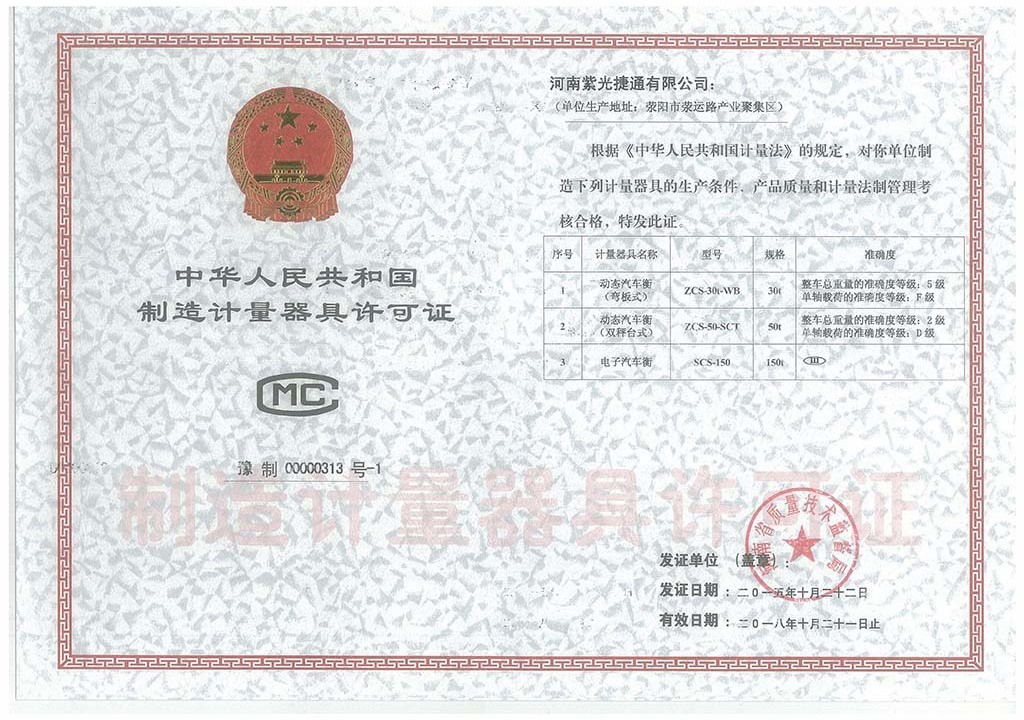 中华人民共和国
制造计量器具许可证
CMC
豫 制 00000313 号-1
河南紫光捷通有限公司：
（单位生产地址：荥阳市荥运路产业聚集区）
根据《中华人民共和国计量法》的规定，对你单位制
造下列计量器具的生产条件、产品质量和计量法制管理考
核合格，特发此证。
序号 计量器具名称 型号 规格 准确度
1 动态汽车衡（弯板式） ZCS-30t-WB 30t 整车总重量的准确度等级：5级 单轴载荷的准确度等级：F级
2 动态汽车衡（双秤台式） ZCS-50-SCT 50t 整车总重量的准确度等级：2级 单轴载荷的准确度等级：D级
3 电子汽车衡 SCS-150 150t III
制造计量器具许可证
河南省质量技术监督局
发证单位 （盖章）：
发证日期：二0一五年十月二十二日
有效日期：二0一八年十月二十一日止